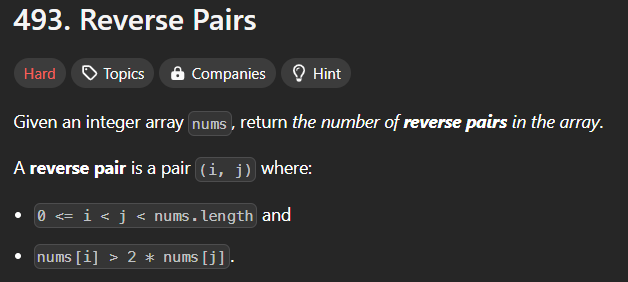 493. Reverse Pairs
Hard Topics Companies Hint
Given an integer array nums, return the number of reverse pairs in the array.
A reverse pair is a pair (i, j) where:
• 0 <= i < j < nums.length and
• nums[i] > 2 * nums[j].